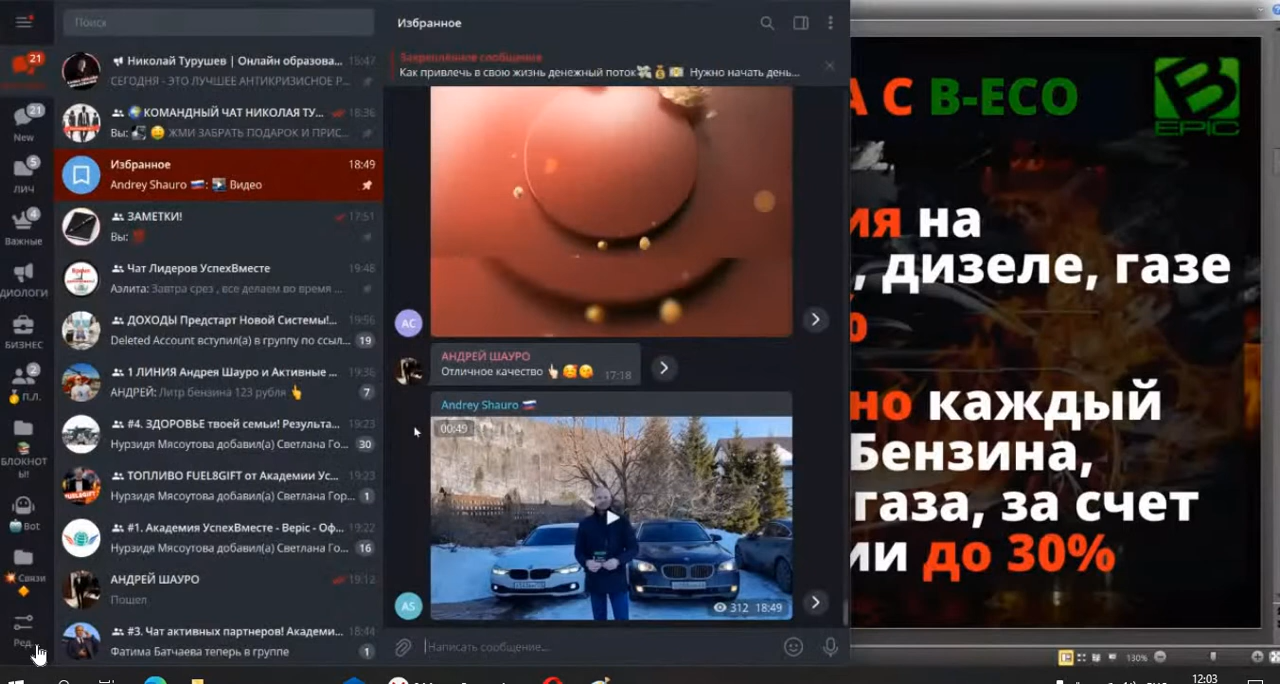 21
21
New
5
ЛИЧ
4
Важные
ДИОЛОГИ
БИЗНЕС
2
П.Л.
БЛОКНОТ
Ы!
Bot
Связи
Ред
Поиск
Николай Турушев | Онлайн образова... 18:47
СЕГОДНЯ - ЭТО ЛУЧШЕЕ АНТИКРИЗИСНОЕ Р...
КОМАНДНЫЙ ЧАТ НИКОЛАЯ ТУ... 18:36
Вы: ЖМИ ЗАБРАТЬ ПОДАРОК И ПРИС...
Избранное 18:49
Andrey Shauro : Видео
ЗАМЕТКИ! 17:51
Вы:
Чат Лидеров УспехВместе 19:48
Аэлита: Завтра срез , все делаем во время ...
ДОХОДЫ Предстарт Новой Системы!... 19:56
Deleted Account вступил(а) в группу по ссыл... 19
1 ЛИНИЯ Андрея Шауро и Активные ... 19:36
АНДРЕЙ: Литр бензина 123 рубля 7
#4. ЗДОРОВЬЕ твоей семьи! Результа...
Нурзидя Мясоутова добавил(а) Светлана Го... 30
ТОПЛИВО FUEL8GIFT от Академии Ус... 19:23
Нурзидя Мясоутова добавил(а) Светлана Гор... 1
#1. Академия УспехВместе - Bepic - Оф... 19:22
Нурзидя Мясоутова добавил(а) Светлана Го... 16
АНДРЕЙ ШАУРО 19:12
Пошел
#3. Чат активных партнеров! Академи... 18:44
Фатима Батчаева теперь в группе 1
Избранное
Закреплённое сообщение
Как привлечь в свою жизнь денежный поток Нужно начать день...
AC
АНДРЕЙ ШАУРО
Отличное качество 17:18
Andrey Shauro
00:49
312 18:49
AS
Написать сообщение...
А С B-ECO
B
EPIC
ия на
, дизеле, газе
но каждый
Бензина,
газа, за счет
ии до 30%
130%
12:03